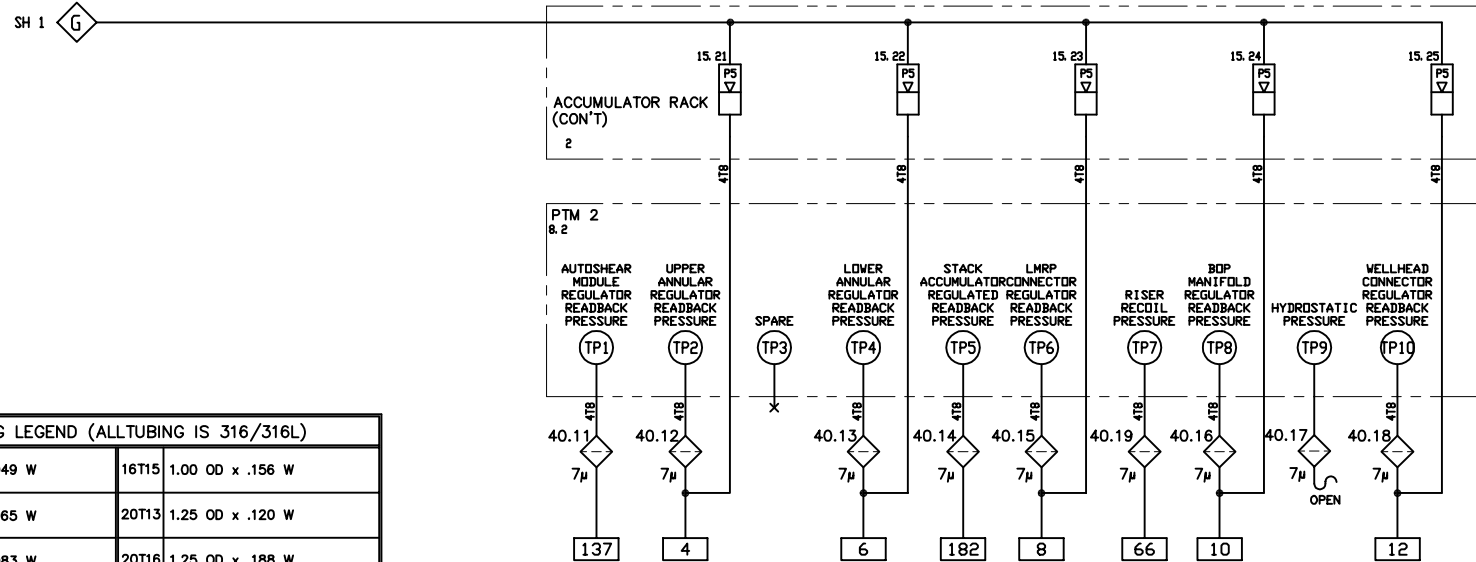 SH 1
G
15.21
15.22
15.23
15.24
15.25
P5
P5
P5
P5
P5
ACCUMULATOR RACK
(CON'T)
2
4T8
4T8
4T8
4T8
4T8
PTM 2
8.2
AUTOSHEAR
MODULE
REGULATOR
READBACK
PRESSURE
UPPER
ANNULAR
REGULATOR
READBACK
PRESSURE
SPARE
LOWER
ANNULAR
REGULATOR
READBACK
PRESSURE
STACK
ACCUMULATOR
REGULATED
READBACK
PRESSURE
LMRP
CONNECTOR
REGULATOR
READBACK
PRESSURE
RISER
RECOIL
PRESSURE
BOP
MANIFOLD
REGULATOR
READBACK
PRESSURE
HYDROSTATIC
PRESSURE
WELLHEAD
CONNECTOR
REGULATOR
READBACK
PRESSURE
TP1
TP2
TP3
TP4
TP5
TP6
TP7
TP8
TP9
TP10
4T8
4T8
4T8
4T8
4T8
4T8
4T8
4T8
40.11
40.12
40.13
40.14
40.15
40.19
40.16
40.17
40.18
7µ
7µ
7µ
7µ
7µ
7µ
7µ
7µ
7µ
OPEN
137
4
6
182
8
66
10
12
LEGEND (ALLTUBING IS 316/316L)
49 W
16T15
1.00 OD x .156 W
65 W
20T13
1.25 OD x .120 W
83 W
20T16
1.25 OD x .188 W